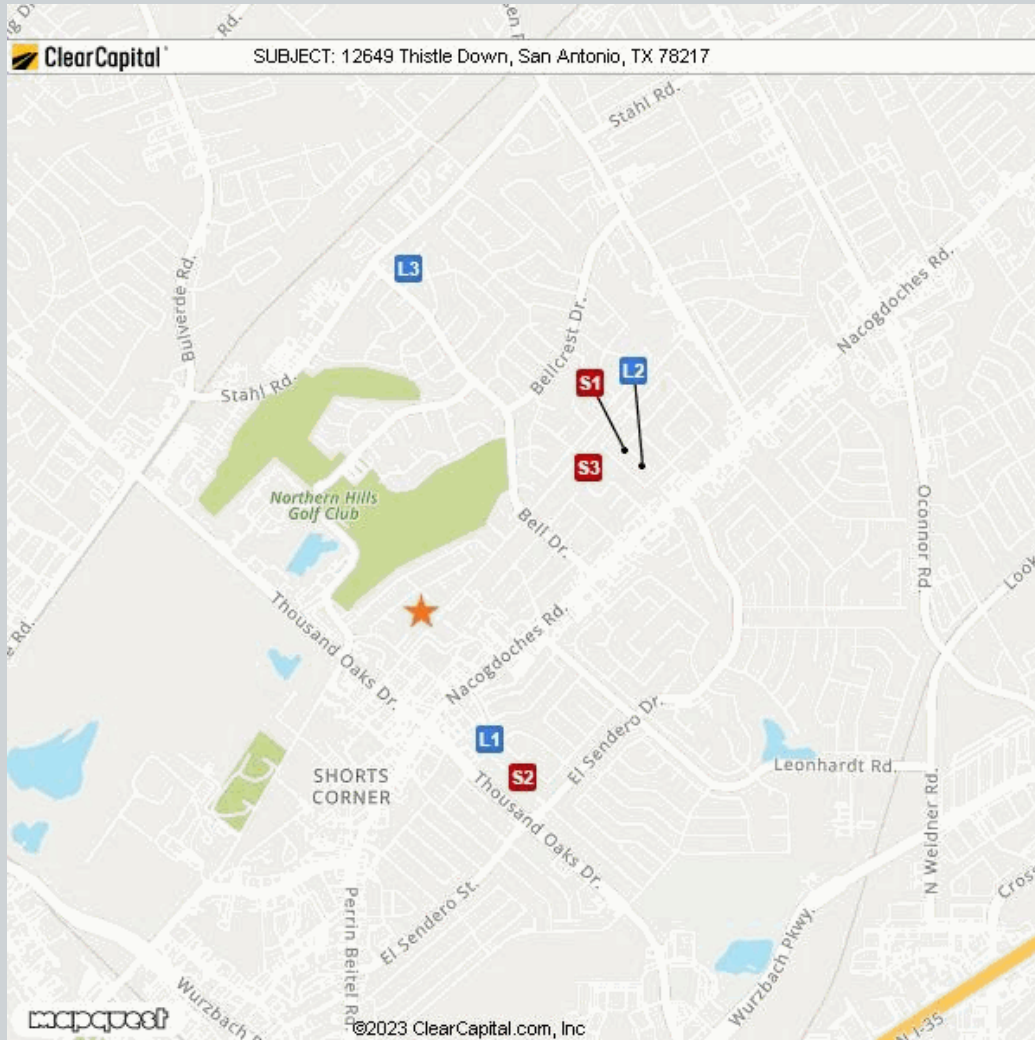 Rd.
ClearCapital
SUBJECT: 12649 Thistle Down, San Antonio, TX 78217
Stahl Rd.
Bulverde Rd.
L3
Nacogdoches Rd.
Bellcrest Dr.
S1
L2
Stahl Rd.
S3
Northern Hills
Golf Club
Bell Dr.
Oconnor Rd.
Thousand Oaks Dr.
Nacogdoches Rd.
L1
El Sendero Dr.
S2
SHORTS
CORNER
Leonhardt Rd.
Thousand Oaks Dr.
N Weidner Rd.
Perrin Beitel Rd.
El Sendero St.
Wurzbach Pkwy.
Wurzbach
N I-35
mapquest
©2023 ClearCapital.com, Inc